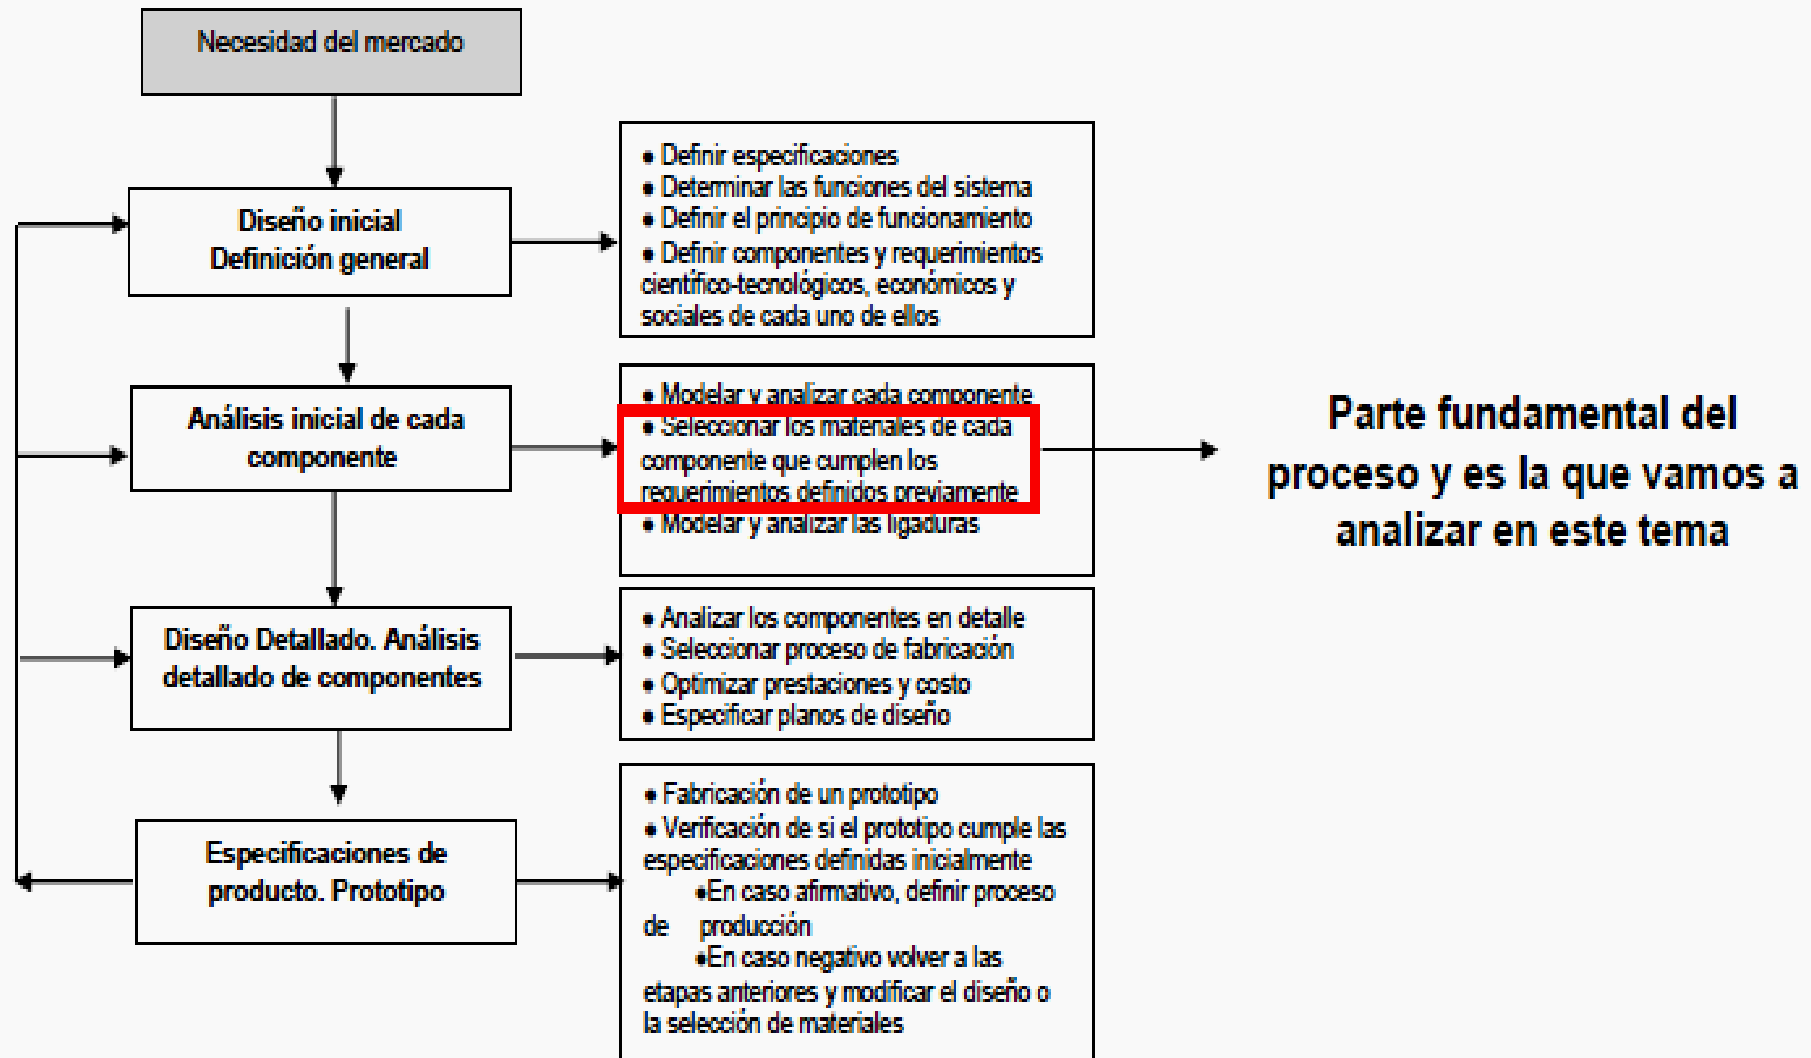 Necesidad del mercado
Diseño inicial
Definición general
• Definir especificaciones
• Determinar las funciones del sistema
• Definir el principio de funcionamiento
• Definir componentes y requerimientos
científico-tecnológicos, económicos y
sociales de cada uno de ellos
Análisis inicial de cada
componente
• Modelar y analizar cada componente
• Seleccionar los materiales de cada
componente que cumplen los
requerimientos definidos previamente
• Modelar y analizar las ligaduras
Parte fundamental del
proceso y es la que vamos a
analizar en este tema
Diseño Detallado. Análisis
detallado de componentes
• Analizar los componentes en detalle
• Seleccionar proceso de fabricación
• Optimizar prestaciones y costo
• Especificar planos de diseño
Especificaciones de
producto. Prototipo
• Fabricación de un prototipo
• Verificación de si el prototipo cumple las
especificaciones definidas inicialmente
•En caso afirmativo, definir proceso
de producción
•En caso negativo volver a las
etapas anteriores y modificar el diseño o
la selección de materiales